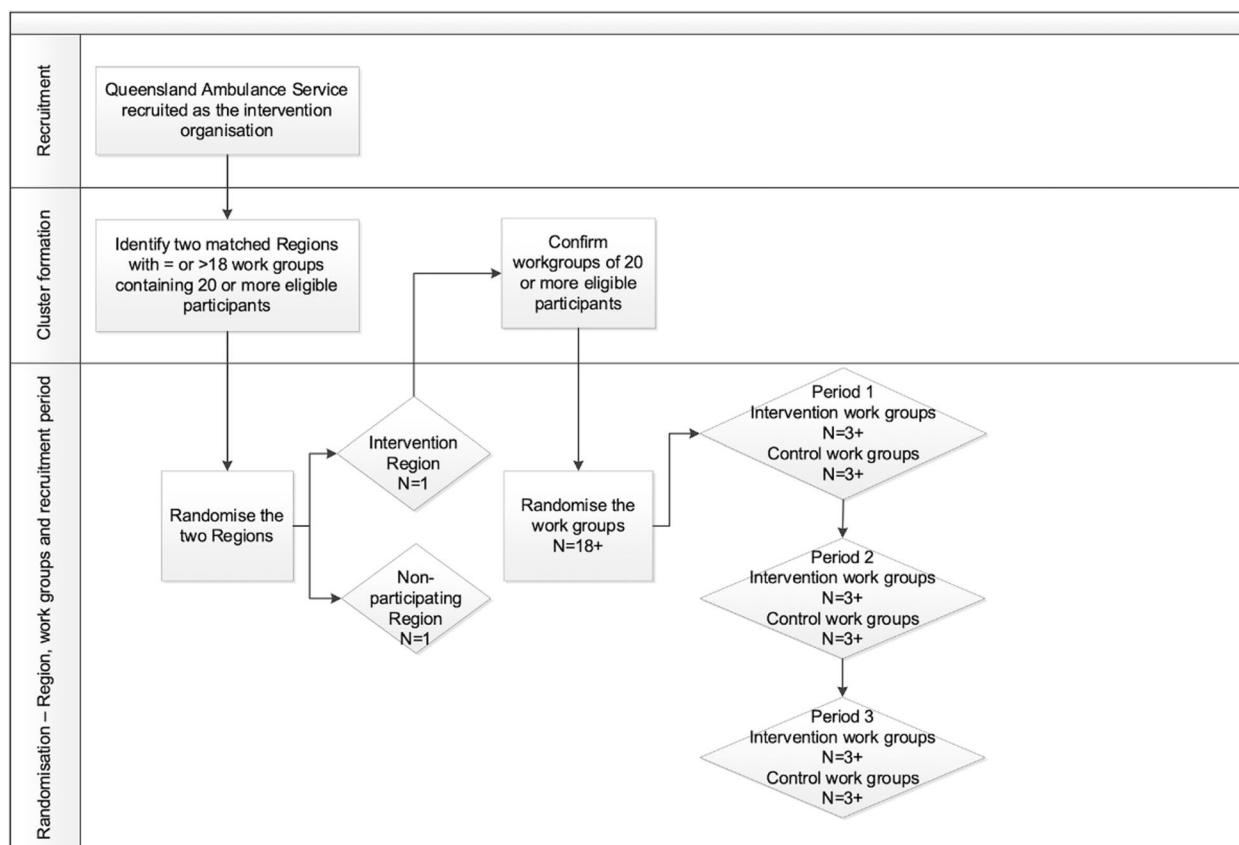 Recruitment
Queensland Ambulance Service
recruited as the intervention
organisation
Cluster formation
Identify two matched Regions
with = or >18 work groups
containing 20 or more eligible
participants
Confirm
workgroups of 20
or more eligible
participants
Randomisation – Region, work groups and recruitment period
Randomise the
two Regions
Intervention
Region
N=1
Non-
participating
Region
N=1
Randomise the
work groups
N=18+
Period 1
Intervention work groups
N=3+
Control work groups
N=3+
Period 2
Intervention work groups
N=3+
Control work groups
N=3+
Period 3
Intervention work groups
N=3+
Control work groups
N=3+